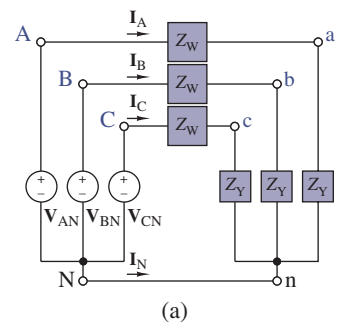 I_A
A Z_W a
I_B
B Z_W b
I_C
C Z_W c
+ + + Z_Y Z_Y Z_Y
− − −
V_AN V_BN V_CN
I_N
N n
(a)